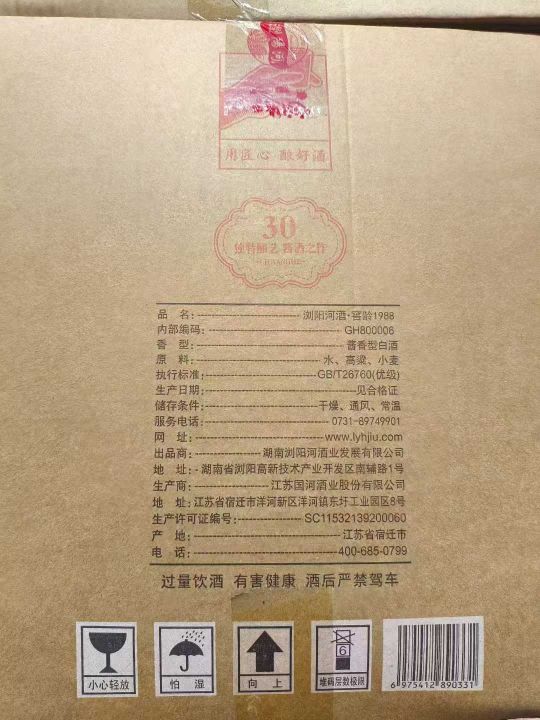 浏阳河
用匠心 酿好酒
30
独特酿艺 酱酒之作
品 名:浏阳河酒·窖龄1988
内部编码:GH800006
香 型:酱香型白酒
原 料:水、高粱、小麦
执行标准:GB/T26760(优级)
生产日期:见合格证
储存条件:干燥、通风、常温
服务电话:0731-89749901
网 址:www.lyhjiu.com
出品商:湖南浏阳河酒业发展有限公司
地 址:湖南省浏阳高新技术产业开发区南辅路1号
生产商:江苏国河酒业股份有限公司
地 址:江苏省宿迁市洋河新区洋河镇东圩工业园区8号
生产许可证编号:SC11532139200060
产 地:江苏省宿迁市
电 话:400-685-0799
过量饮酒 有害健康 酒后严禁驾车
6
小心轻放 怕 湿 向 上 堆码层数极限 6 975412 890331